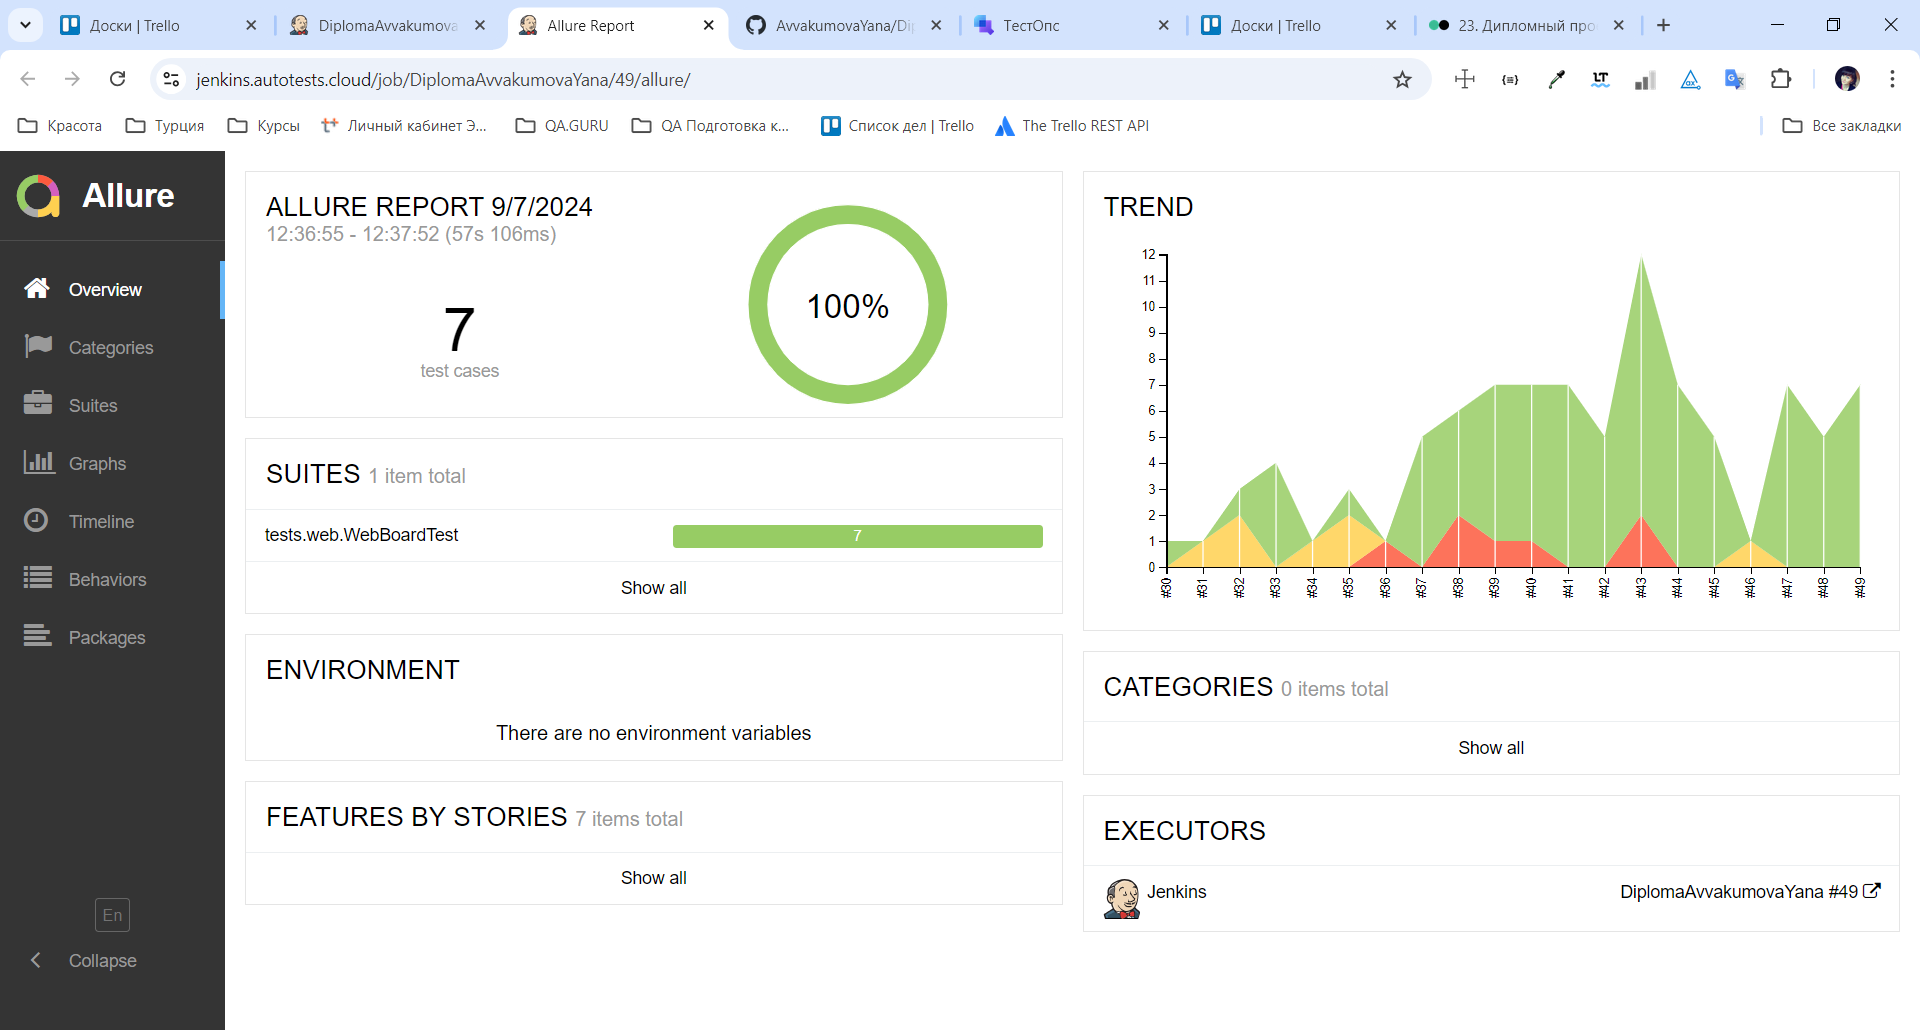 Доски | Trello
DiplomaAvvakumova
Allure Report
AvvakumovaYana/Dip
ТестОпс
Доски | Trello
23. Дипломный про
jenkins.autotests.cloud/job/DiplomaAvvakumovaYana/49/allure/
Красота
Турция
Курсы
Личный кабинет Э...
QA.GURU
QA Подготовка к...
Список дел | Trello
The Trello REST API
Все закладки
Allure
Overview
Categories
Suites
Graphs
Timeline
Behaviors
Packages
En
Collapse
ALLURE REPORT 9/7/2024
12:36:55 - 12:37:52 (57s 106ms)
7
test cases
100%
SUITES 1 item total
tests.web.WebBoardTest
7
Show all
ENVIRONMENT
There are no environment variables
FEATURES BY STORIES 7 items total
Show all
TREND
12
11
10
9
8
7
6
5
4
3
2
1
0
#30
#31
#32
#33
#34
#35
#36
#37
#38
#39
#40
#41
#42
#43
#44
#45
#46
#47
#48
#49
CATEGORIES 0 items total
Show all
EXECUTORS
Jenkins
DiplomaAvvakumovaYana #49